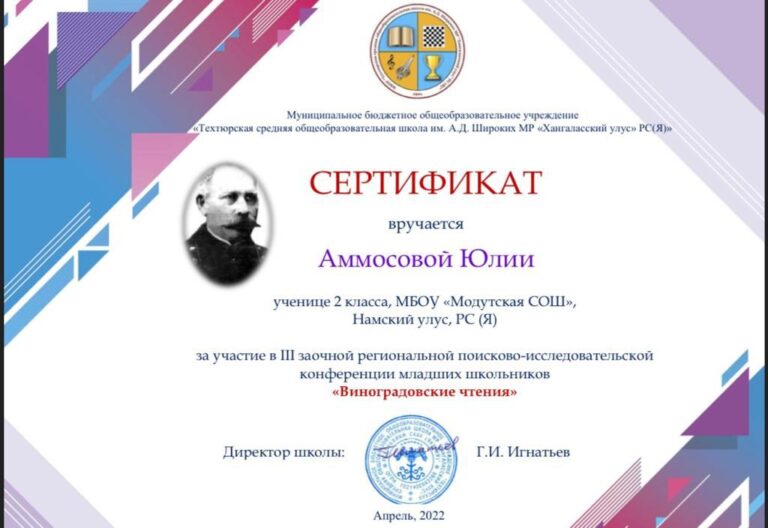 Муниципальное бюджетное общеобразовательное учреждение
«Техтюрская средняя общеобразовательная школа им. А.Д. Широких МР «Хангаласский улус» РС(Я)»
СЕРТИФИКАТ
вручается
Аммосовой Юлии
ученице 2 класса, МБОУ «Модутская СОШ»,
Намский улус, РС (Я)
за участие в III заочной региональной поисково-исследовательской
конференции младших школьников
«Виноградовские чтения»
Директор школы: Г.И. Игнатьев
Апрель, 2022